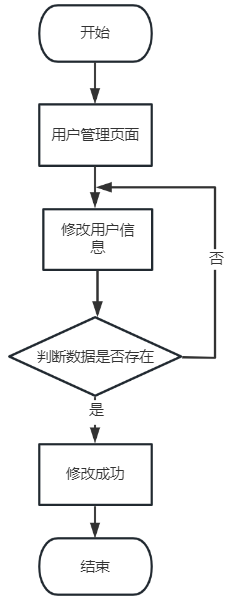 开始
用户管理页面
修改用户信
息
否
判断数据是否存在
是
修改成功
结束